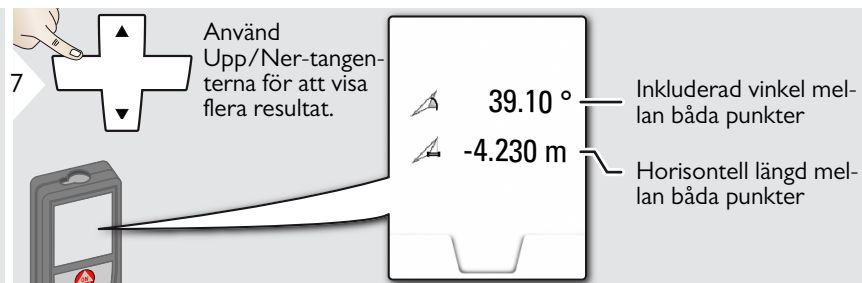 7
Använd
Upp/Ner-tangen-
terna för att visa
flera resultat.
39.10 °
-4.230 m
Inkluderad vinkel mel-
lan båda punkter
Horisontell längd mel-
lan båda punkter
ON